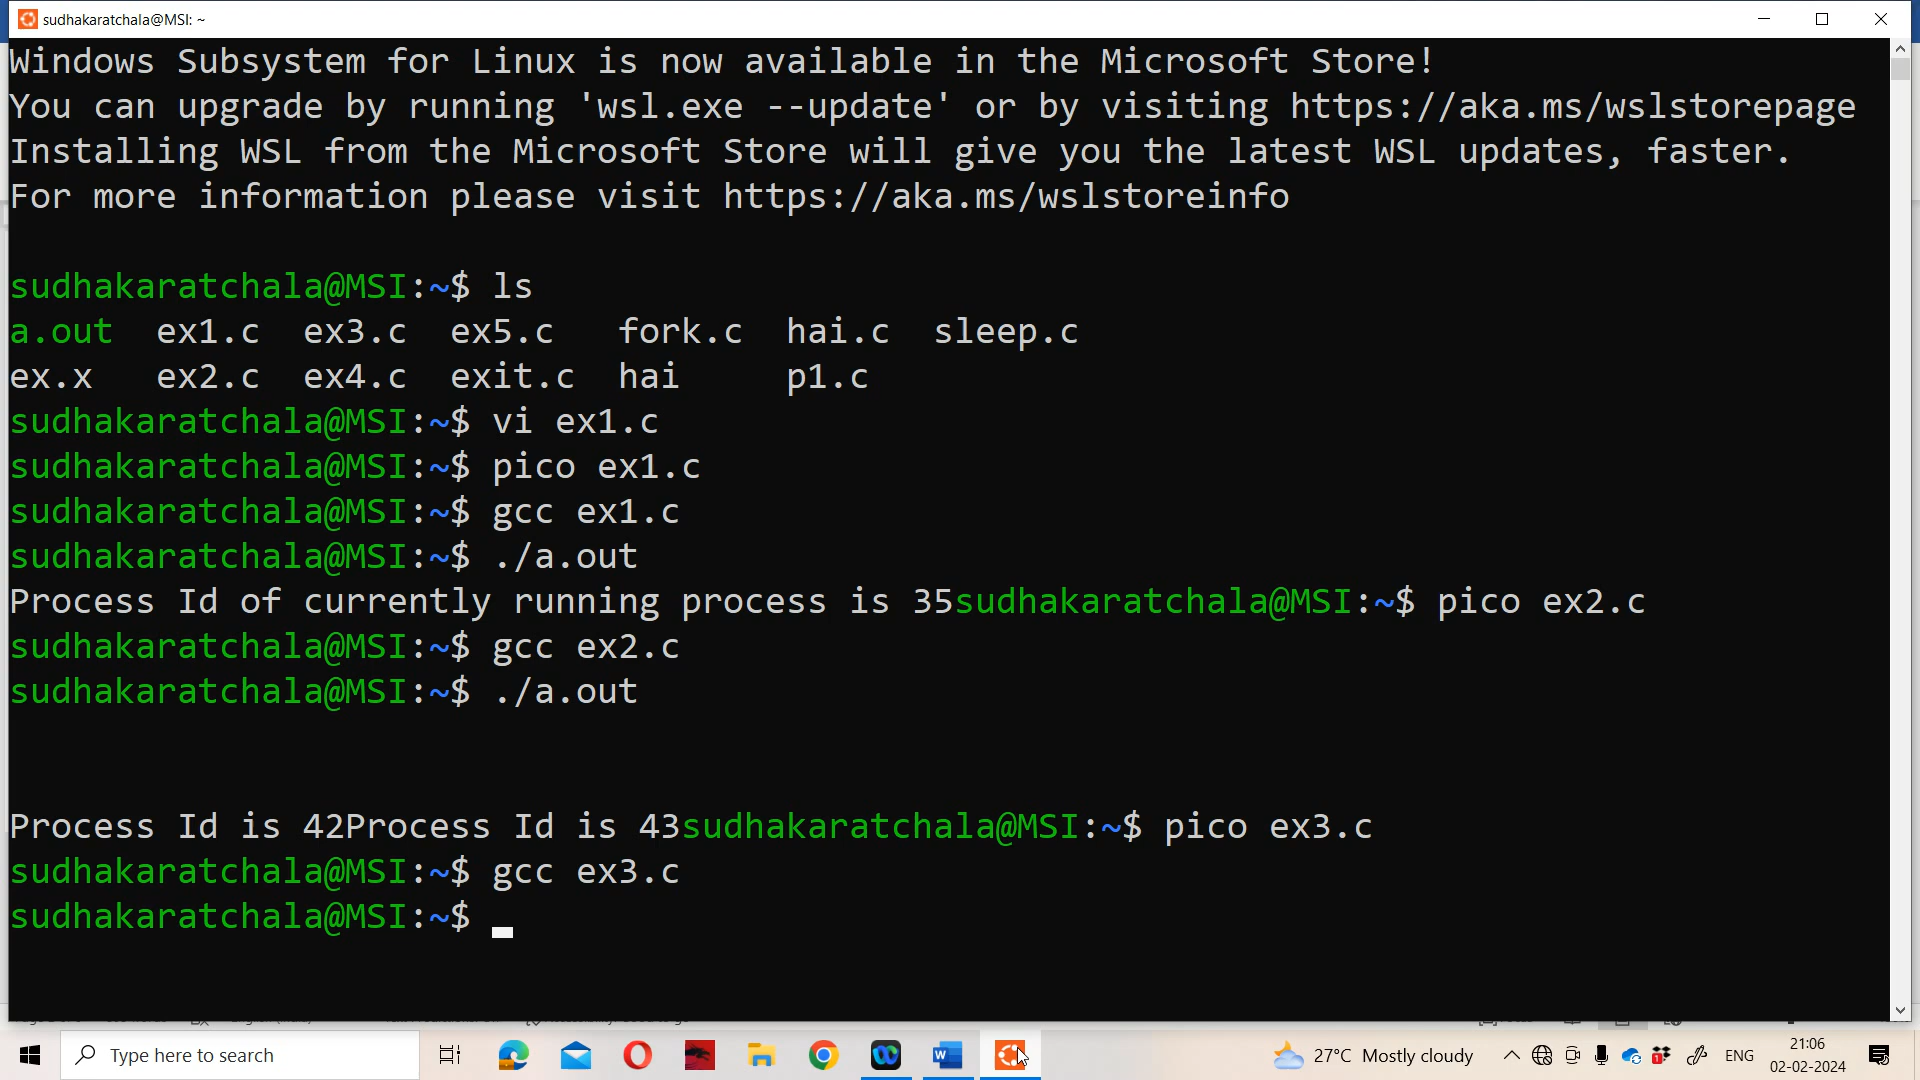 sudhakaratchala@MSI: ~
Windows Subsystem for Linux is now available in the Microsoft Store!
You can upgrade by running 'wsl.exe --update' or by visiting https://aka.ms/wslstorepage
Installing WSL from the Microsoft Store will give you the latest WSL updates, faster.
For more information please visit https://aka.ms/wslstoreinfo
sudhakaratchala@MSI:~$ ls
a.out  ex1.c  ex3.c  ex5.c   fork.c  hai.c  sleep.c
ex.x   ex2.c  ex4.c  exit.c  hai     p1.c
sudhakaratchala@MSI:~$ vi ex1.c
sudhakaratchala@MSI:~$ pico ex1.c
sudhakaratchala@MSI:~$ gcc ex1.c
sudhakaratchala@MSI:~$ ./a.out
Process Id of currently running process is 35sudhakaratchala@MSI:~$ pico ex2.c
sudhakaratchala@MSI:~$ gcc ex2.c
sudhakaratchala@MSI:~$ ./a.out
Process Id is 42Process Id is 43sudhakaratchala@MSI:~$ pico ex3.c
sudhakaratchala@MSI:~$ gcc ex3.c
sudhakaratchala@MSI:~$
Type here to search
27°C Mostly cloudy
ENG
21:06
02-02-2024